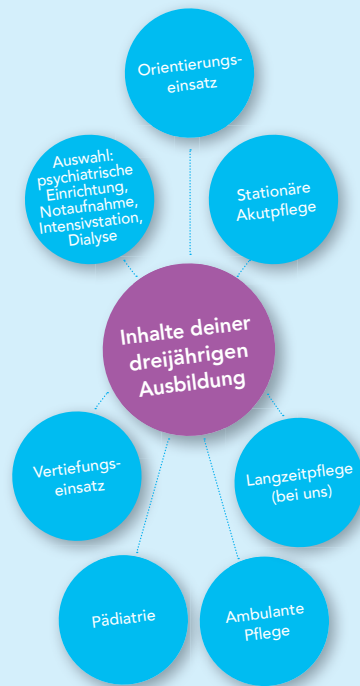 Orientierungs-
einsatz
Auswahl:
psychiatrische
Einrichtung,
Notaufnahme,
Intensivstation,
Dialyse
Stationäre
Akutpflege
Inhalte deiner
dreijährigen
Ausbildung
Vertiefungs-
einsatz
Langzeitpflege
(bei uns)
Pädiatrie
Ambulante
Pflege